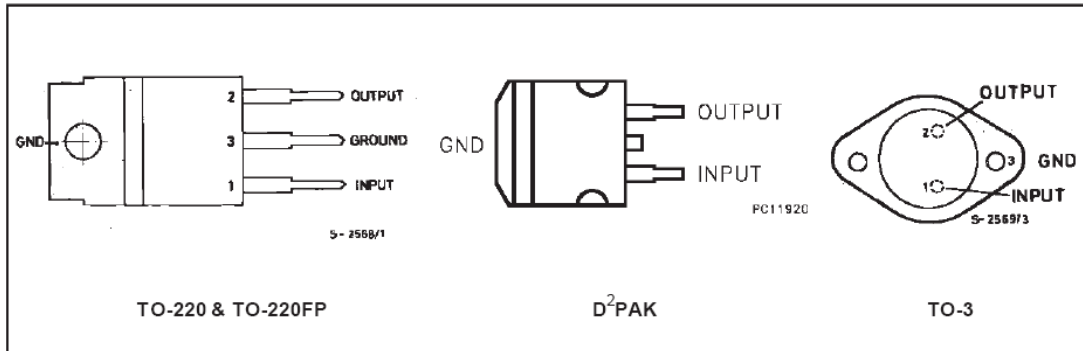 2 OUTPUT
GND 3 GROUND
1 INPUT
S-2568/1
TO-220 & TO-220FP
OUTPUT
GND
INPUT
PC11920
D²PAK
OUTPUT
2
3 GND
1 INPUT
S-2569/3
TO-3